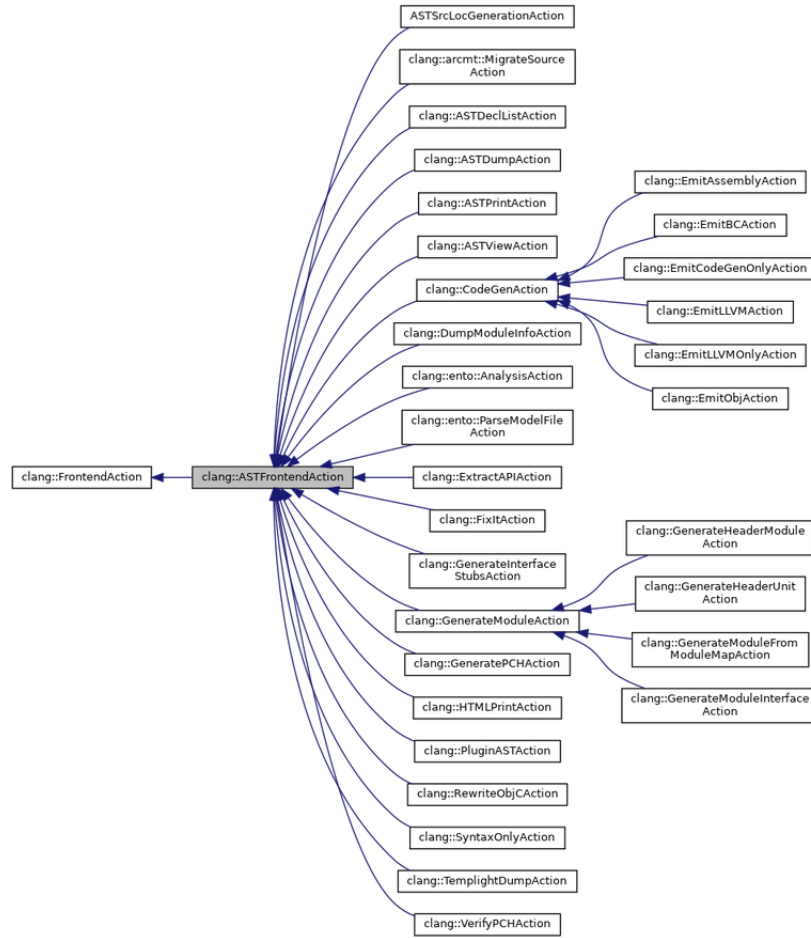 ASTSrcLocGenerationAction
clang::arcmt::MigrateSource
Action
clang::ASTDeclListAction
clang::ASTDumpAction
clang::ASTPrintAction
clang::ASTViewAction
clang::CodeGenAction
clang::EmitAssemblyAction
clang::EmitBCAction
clang::EmitCodeGenOnlyAction
clang::EmitLLVMAction
clang::EmitLLVMOnlyAction
clang::EmitObjAction
clang::DumpModuleInfoAction
clang::ento::AnalysisAction
clang::ento::ParseModelFile
Action
clang::FrontendAction
clang::ASTFrontendAction
clang::ExtractAPIAction
clang::FixItAction
clang::GenerateInterface
StubsAction
clang::GenerateModuleAction
clang::GenerateHeaderModule
Action
clang::GenerateHeaderUnit
Action
clang::GenerateModuleFrom
ModuleMapAction
clang::GenerateModuleInterface
Action
clang::GeneratePCHAction
clang::HTMLPrintAction
clang::PluginASTAction
clang::RewriteObjCAction
clang::SyntaxOnlyAction
clang::TemplightDumpAction
clang::VerifyPCHAction